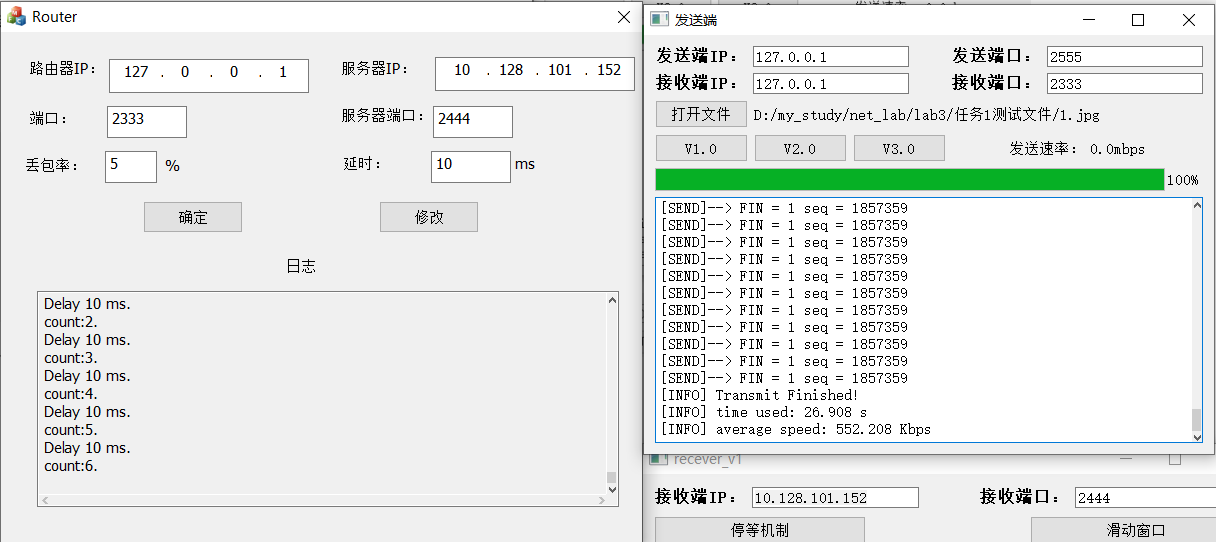 Router
路由器IP： 127 . 0 . 0 . 1 服务器IP： 10 . 128 . 101 . 152
端口： 2333 服务器端口： 2444
丢包率： 5 % 延时： 10 ms
确定 修改
日志
Delay 10 ms.
count:2.
Delay 10 ms.
count:3.
Delay 10 ms.
count:4.
Delay 10 ms.
count:5.
Delay 10 ms.
count:6.
发送端
发送端IP： 127.0.0.1 发送端口： 2555
接收端IP： 127.0.0.1 接收端口： 2333
打开文件 D:/my_study/net_lab/lab3/任务1测试文件/1.jpg
V1.0 V2.0 V3.0 发送速率： 0.0mbps
100%
[SEND]--> FIN = 1 seq = 1857359
[SEND]--> FIN = 1 seq = 1857359
[SEND]--> FIN = 1 seq = 1857359
[SEND]--> FIN = 1 seq = 1857359
[SEND]--> FIN = 1 seq = 1857359
[SEND]--> FIN = 1 seq = 1857359
[SEND]--> FIN = 1 seq = 1857359
[SEND]--> FIN = 1 seq = 1857359
[SEND]--> FIN = 1 seq = 1857359
[SEND]--> FIN = 1 seq = 1857359
[SEND]--> FIN = 1 seq = 1857359
[INFO] Transmit Finished!
[INFO] time used: 26.908 s
[INFO] average speed: 552.208 Kbps
recever_v1
接收端IP： 10.128.101.152 接收端口： 2444
停等机制 滑动窗口